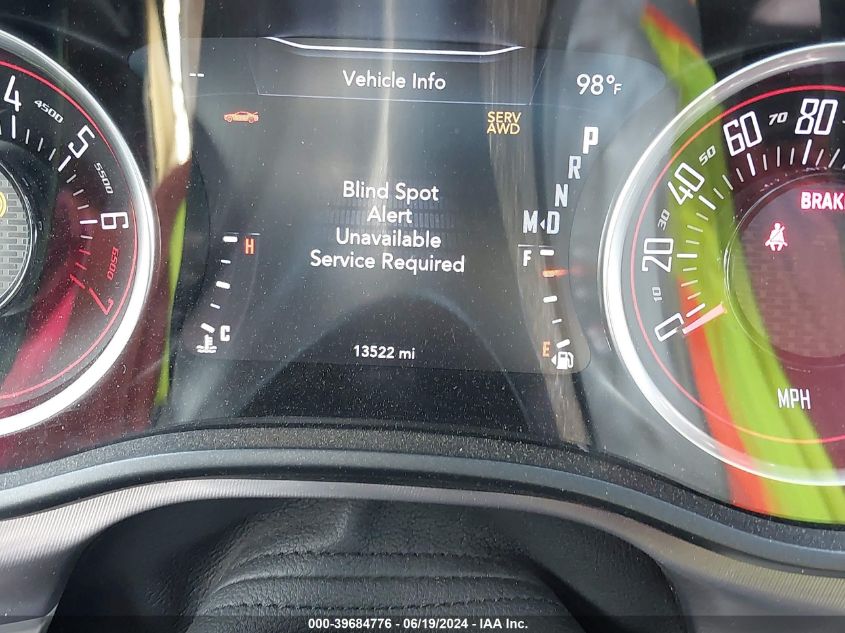 Vehicle Info
--
98°F
SERV
AWD
Blind Spot
Alert
Unavailable
Service Required
P
R
N
M◂D
H
C
F
E
13522 mi
4
4500
5
5500
6
6500
7
0
10
20
30
40
50
60
70
80
BRAK
MPH
000-39684776 - 06/19/2024 - IAA Inc.